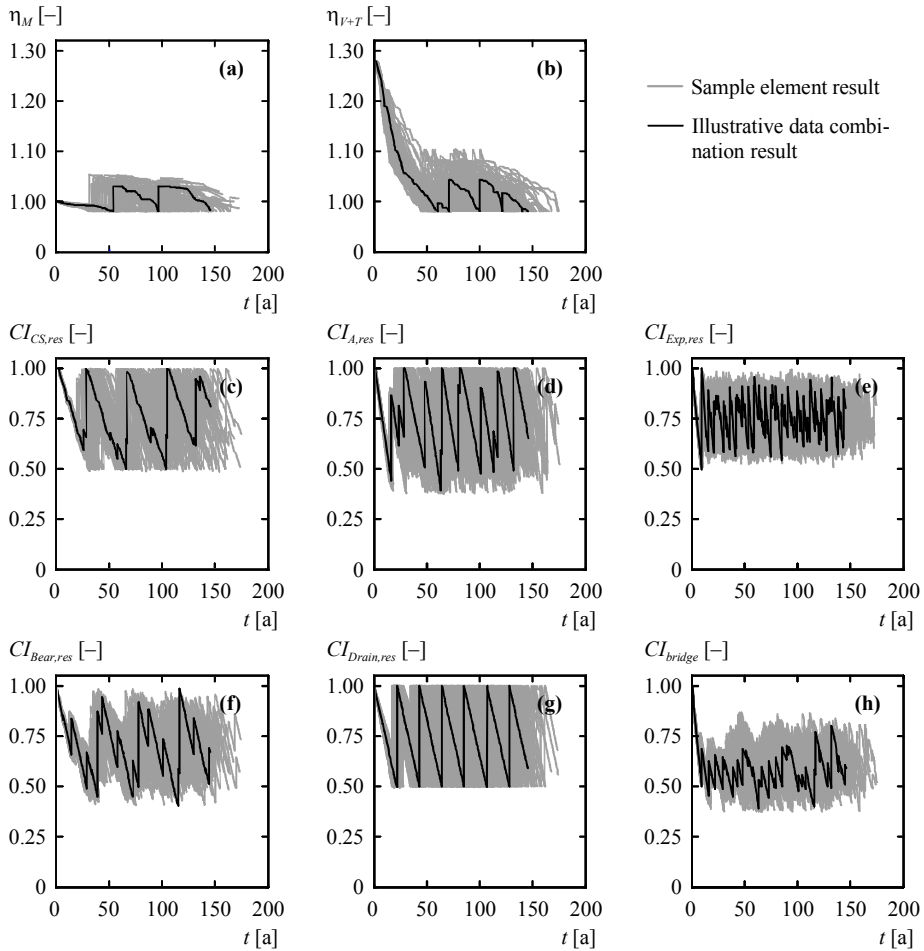 η_M [–]
η_V+T [–]
1.30
1.20
1.10
1.00
0
(a)
0 50 100 150 200
t [a]
1.30
1.20
1.10
1.00
0
(b)
0 50 100 150 200
t [a]
Sample element result
Illustrative data combi-
nation result
CI_CS,res [–]
1.00
0.75
0.50
0.25
0
(c)
0 50 100 150 200
t [a]
CI_A,res [–]
1.00
0.75
0.50
0.25
0
(d)
0 50 100 150 200
t [a]
CI_Exp,res [–]
1.00
0.75
0.50
0.25
0
(e)
0 50 100 150 200
t [a]
CI_Bear,res [–]
1.00
0.75
0.50
0.25
0
(f)
0 50 100 150 200
t [a]
CI_Drain,res [–]
1.00
0.75
0.50
0.25
0
(g)
0 50 100 150 200
t [a]
CI_bridge [–]
1.00
0.75
0.50
0.25
0
(h)
0 50 100 150 200
t [a]